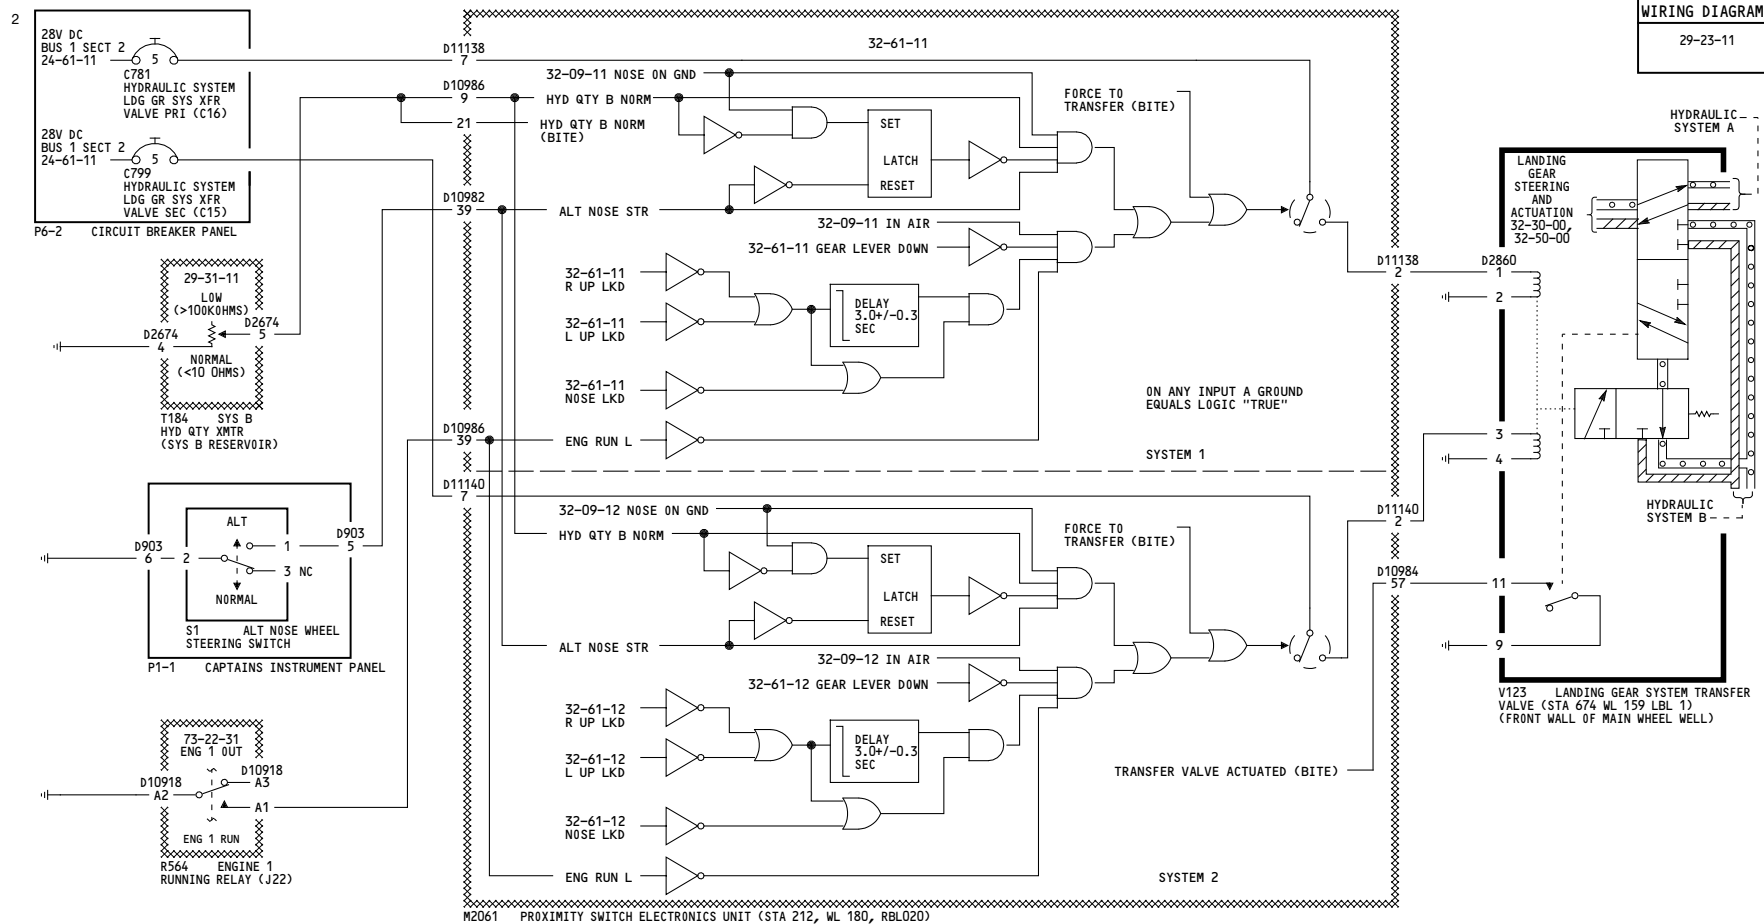 2
WIRING DIAGRAM
29-23-11
28V DC
BUS 1 SECT 2
24-61-11
5
C781
HYDRAULIC SYSTEM
LDG GR SYS XFR
VALVE PRI (C16)
28V DC
BUS 1 SECT 2
24-61-11
5
C799
HYDRAULIC SYSTEM
LDG GR SYS XFR
VALVE SEC (C15)
P6-2 CIRCUIT BREAKER PANEL
29-31-11
LOW
(>100KOHMS)
D2674
4
D2674
5
NORMAL
(<10 OHMS)
T184 SYS B
HYD QTY XMTR
(SYS B RESERVOIR)
D903
6
ALT
2
1
3 NC
NORMAL
D903
5
S1 ALT NOSE WHEEL
STEERING SWITCH
P1-1 CAPTAINS INSTRUMENT PANEL
73-22-31
ENG 1 OUT
D10918
A2
D10918
A3
A1
ENG 1 RUN
R564 ENGINE 1
RUNNING RELAY (J22)
D11138
7
D10986
9
21
D10982
39
D10986
39
D11140
7
32-61-11
32-09-11 NOSE ON GND
HYD QTY B NORM
HYD QTY B NORM
(BITE)
FORCE TO
TRANSFER (BITE)
SET
LATCH
RESET
ALT NOSE STR
32-09-11 IN AIR
32-61-11 GEAR LEVER DOWN
32-61-11
R UP LKD
32-61-11
L UP LKD
DELAY
3.0+/-0.3
SEC
32-61-11
NOSE LKD
ON ANY INPUT A GROUND
EQUALS LOGIC "TRUE"
ENG RUN L
SYSTEM 1
32-09-12 NOSE ON GND
HYD QTY B NORM
FORCE TO
TRANSFER (BITE)
SET
LATCH
RESET
ALT NOSE STR
32-09-12 IN AIR
32-61-12 GEAR LEVER DOWN
32-61-12
R UP LKD
32-61-12
L UP LKD
DELAY
3.0+/-0.3
SEC
TRANSFER VALVE ACTUATED (BITE)
32-61-12
NOSE LKD
ENG RUN L
SYSTEM 2
M2061 PROXIMITY SWITCH ELECTRONICS UNIT (STA 212, WL 180, RBL020)
D11138
2
D11140
2
D10984
57
HYDRAULIC
SYSTEM A
LANDING
GEAR
STEERING
AND
ACTUATION
32-30-00,
32-50-00
D2860
1
2
3
4
HYDRAULIC
SYSTEM B
11
9
V123 LANDING GEAR SYSTEM TRANSFER
VALVE (STA 674 WL 159 LBL 1)
(FRONT WALL OF MAIN WHEEL WELL)